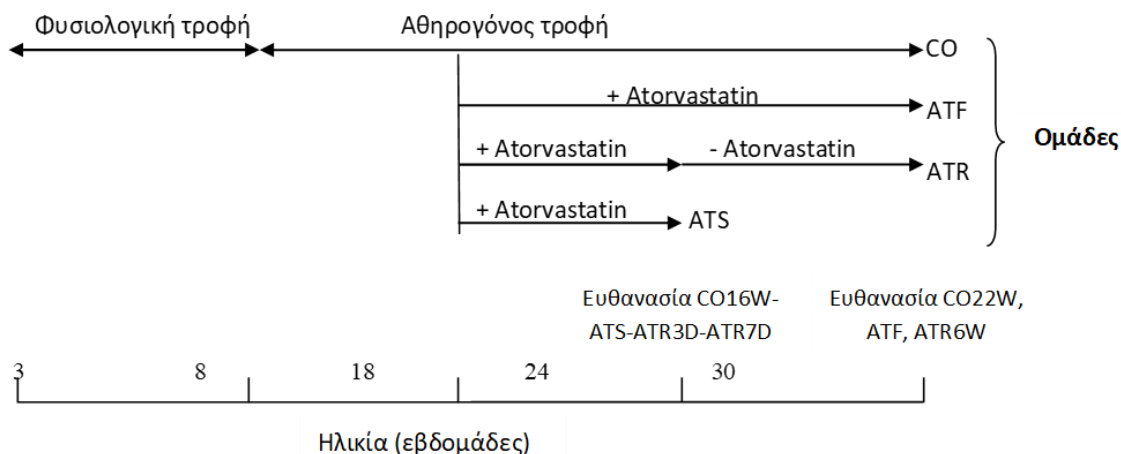 Φυσιολογική τροφή
Αθηρογόνος τροφή
CO
+ Atorvastatin
ATF
Ομάδες
+ Atorvastatin
- Atorvastatin
ATR
+ Atorvastatin
ATS
Ευθανασία CO16W-
ATS-ATR3D-ATR7D
Ευθανασία CO22W,
ATF, ATR6W
3 8 18 24 30
Ηλικία (εβδομάδες)